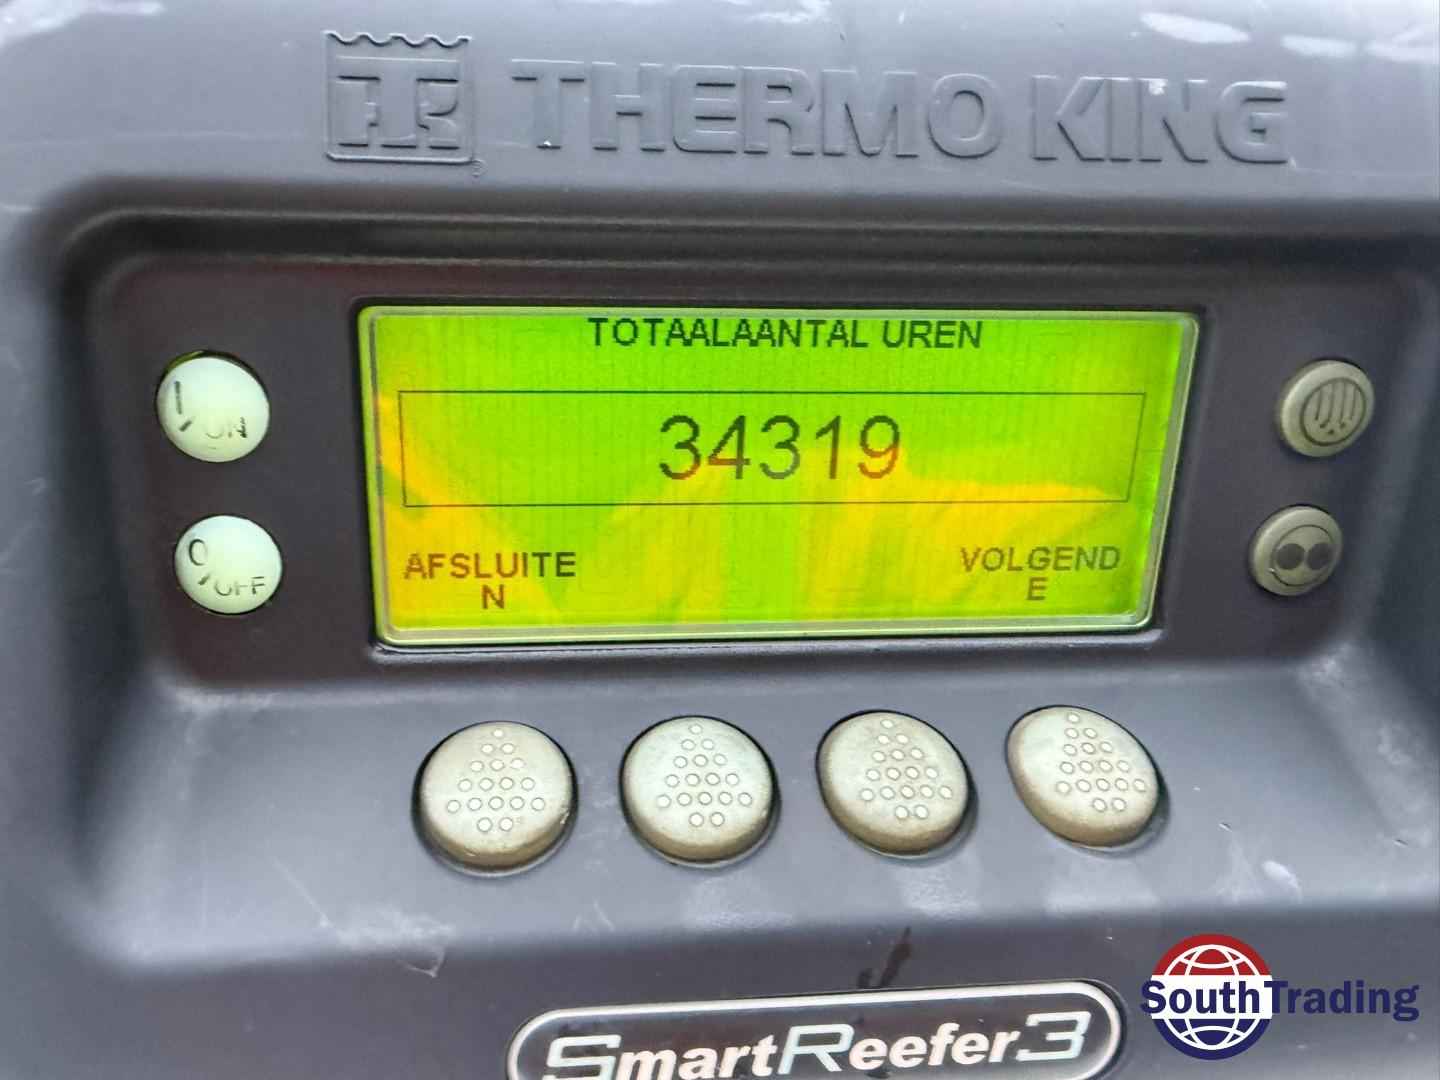 THERMO KING
TOTAALAANTAL UREN
34319
AFSLUITE
N
VOLGEND
E
I/ON
O/OFF
SmartReefer3
SouthTrading